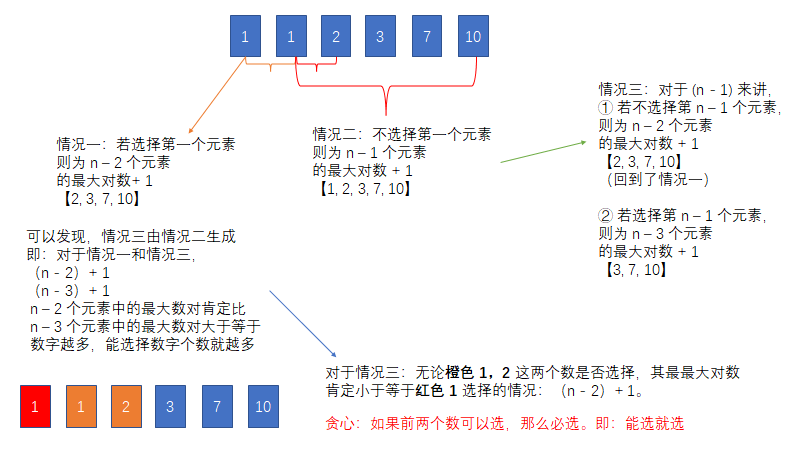 1 1 2 3 7 10
情况一：若选择第一个元素
则为 n – 2 个元素
的最大对数+ 1
【2, 3, 7, 10】
情况二：不选择第一个元素
则为 n – 1 个元素
的最大对数 + 1
【1, 2, 3, 7, 10】
情况三：对于 (n - 1) 来讲，
① 若不选择第 n – 1 个元素，
则为 n – 2 个元素
的最大对数 + 1
【2, 3, 7, 10】
（回到了情况一）
② 若选择第 n – 1 个元素，
则为 n – 3 个元素
的最大对数 + 1
【3, 7, 10】
可以发现，情况三由情况二生成
即：对于情况一和情况三，
（n - 2）+ 1
（n - 3）+ 1
n – 2 个元素中的最大数对肯定比
n – 3 个元素中的最大数对大于等于
数字越多，能选择数字个数就越多
对于情况三：无论橙色 1，2 这两个数是否选择，其最最大对数
肯定小于等于红色 1 选择的情况：（n - 2）+ 1。
贪心：如果前两个数可以选，那么必选。即：能选就选
1 1 2 3 7 10